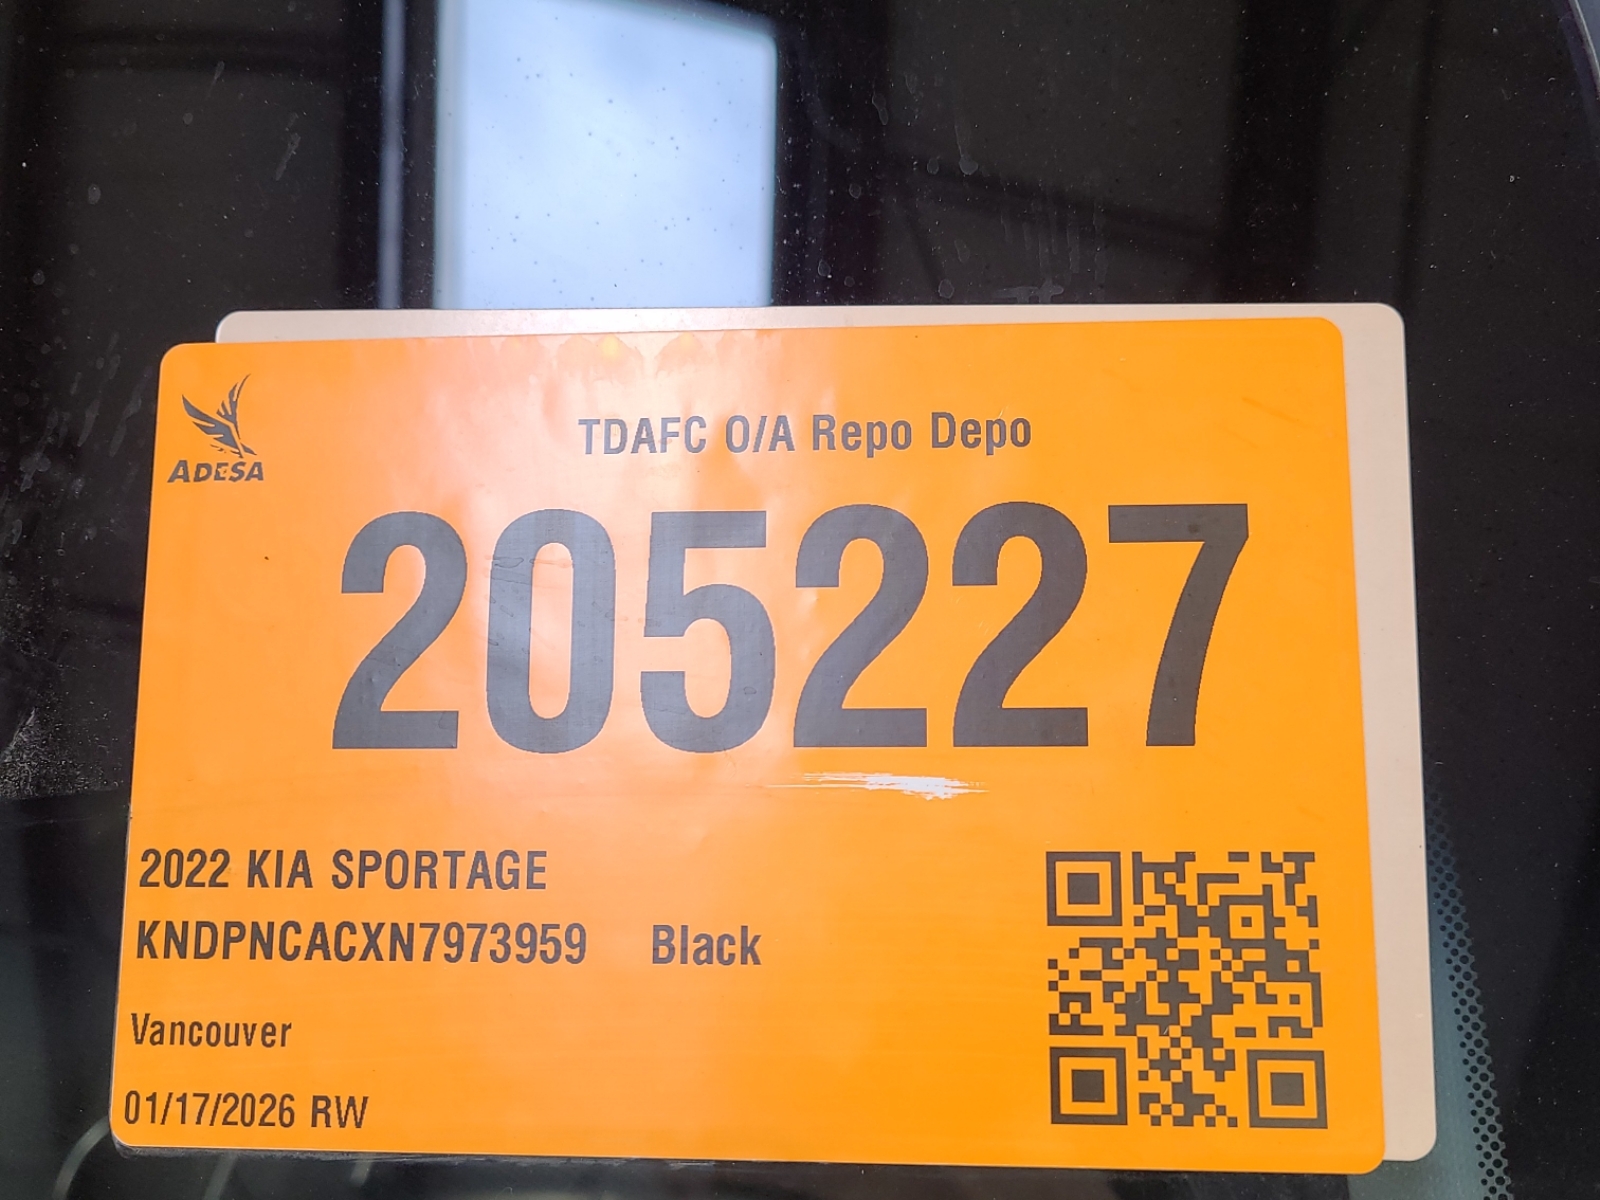 ADESA
TDAFC O/A Repo Depo
205227
2022 KIA SPORTAGE
KNDPNCACXN7973959 Black
Vancouver
01/17/2026 RW